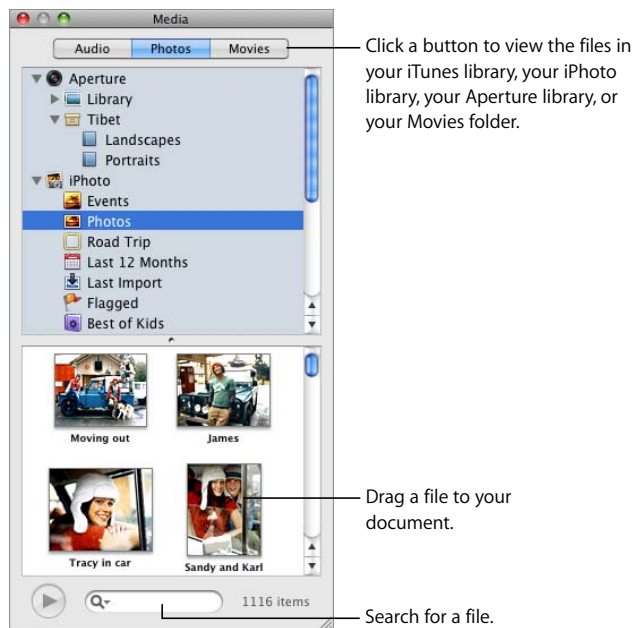 Media
Audio Photos Movies
Click a button to view the files in
your iTunes library, your iPhoto
library, your Aperture library, or
your Movies folder.
Aperture
Library
Tibet
Landscapes
Portraits
iPhoto
Events
Photos
Road Trip
Last 12 Months
Last Import
Flagged
Best of Kids
Moving out
James
Drag a file to your
document.
Tracy in car
Sandy and Karl
1116 items
Search for a file.